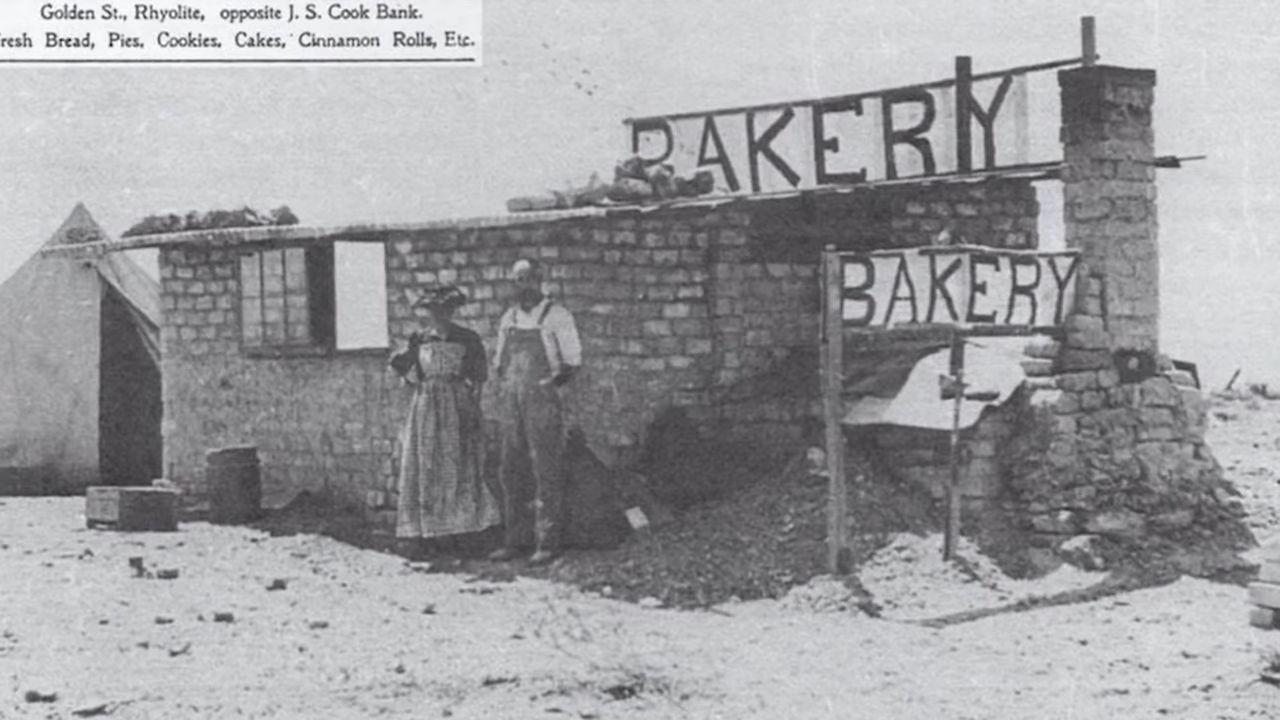 Golden St., Rhyolite, opposite J. S. Cook Bank.
resh Bread, Pies, Cookies, Cakes, Cinnamon Rolls, Etc.
BAKERY
BAKERY